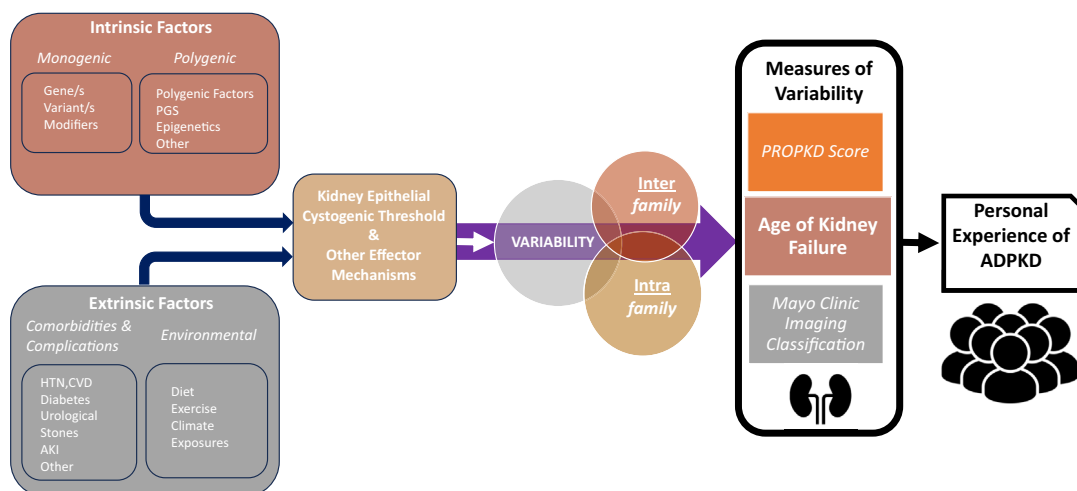 Intrinsic Factors
Monogenic
Gene/s
Variant/s
Modifiers
Polygenic
Polygenic Factors
PGS
Epigenetics
Other
Extrinsic Factors
Comorbidities &
Complications
HTN,CVD
Diabetes
Urological
Stones
AKI
Other
Environmental
Diet
Exercise
Climate
Exposures
Kidney Epithelial
Cystogenic Threshold
&
Other Effector
Mechanisms
VARIABILITY
Inter
family
Intra
family
Measures of
Variability
PROPKD Score
Age of Kidney
Failure
Mayo Clinic
Imaging
Classification
Personal
Experience of
ADPKD